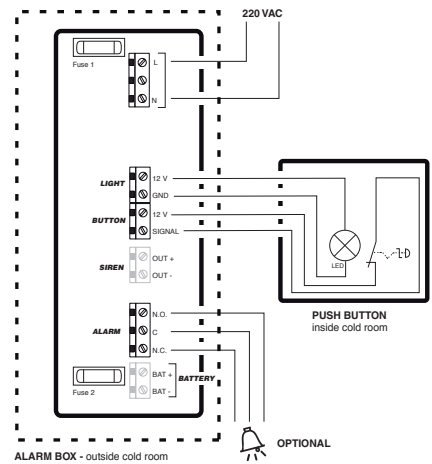 220 VAC
Fuse 1
L
N
LIGHT
12 V
GND
BUTTON
12 V
SIGNAL
SIREN
OUT +
OUT -
LED
PUSH BUTTON
inside cold room
ALARM
N.O.
C
N.C.
BATTERY
BAT +
BAT -
Fuse 2
OPTIONAL
ALARM BOX - outside cold room